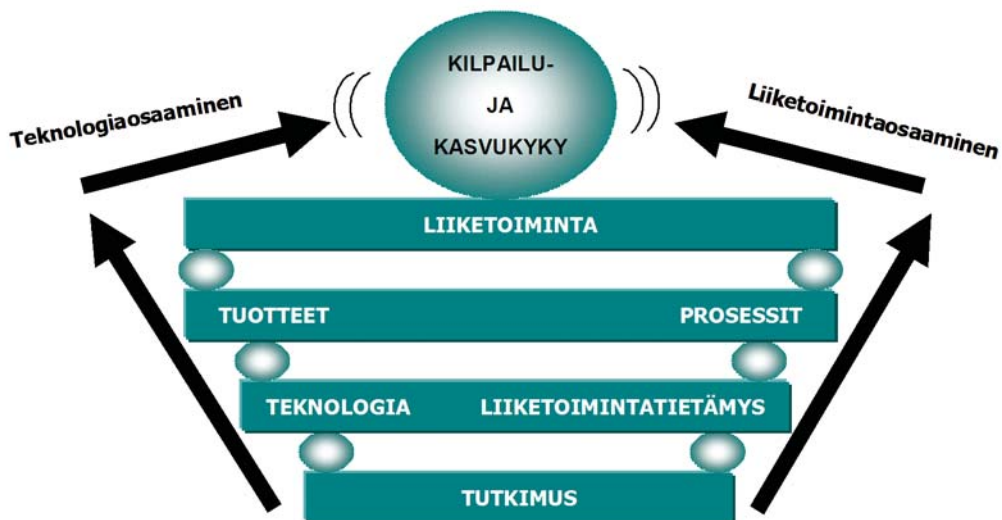 KILPAILU-
JA
KASVUKYKY
Teknologiaosaaminen
Liiketoimintaosaaminen
LIIKETOIMINTA
TUOTTEET PROSESSIT
TEKNOLOGIA LIIKETOIMINTATIETÄMYS
TUTKIMUS